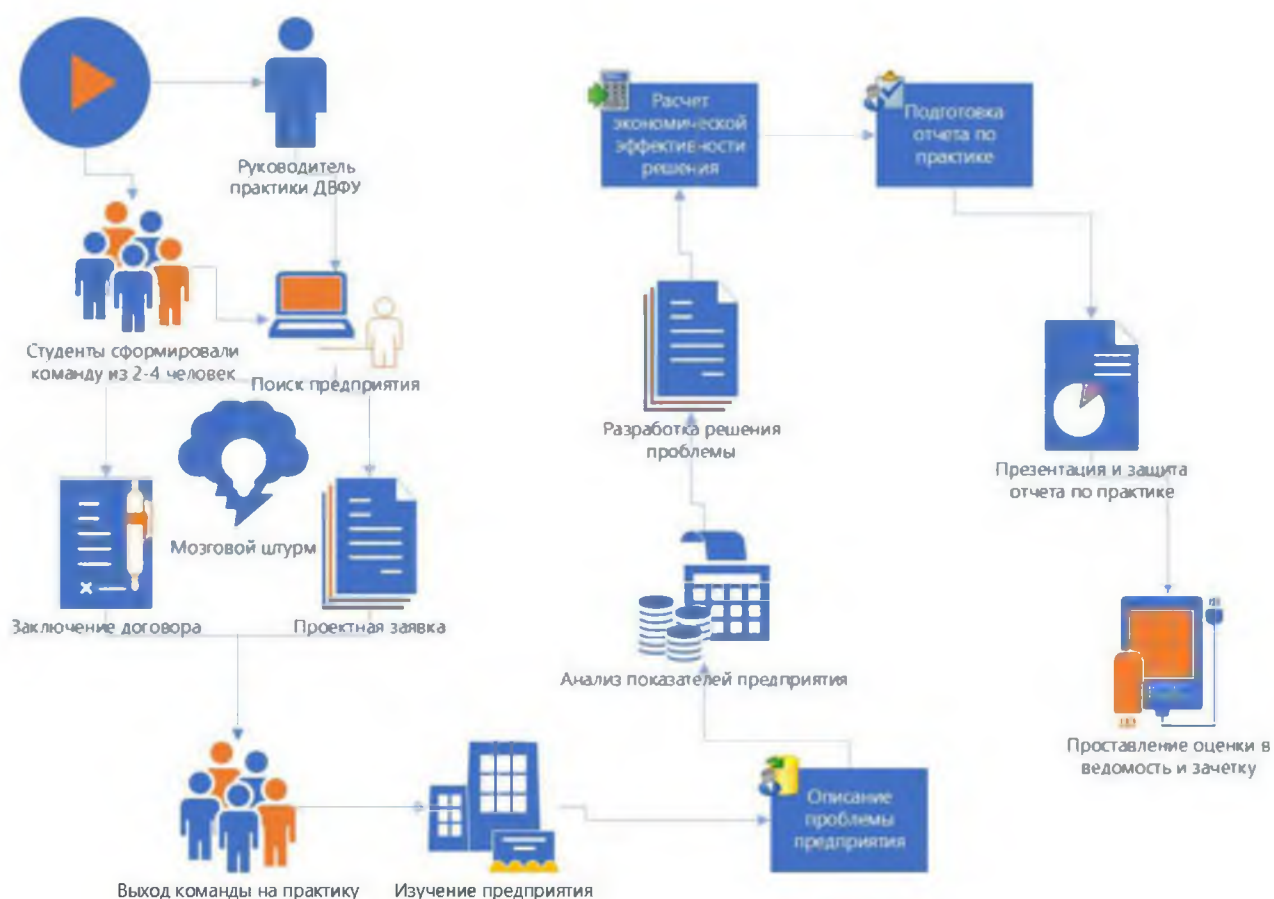 Руководитель
практики ДВФУ
Студенты сформировали
команду из 2-4 человек
Поиск предприятия
Мозговой штурм
Заключение договора
Проектная заявка
Выход команды на практику
Изучение предприятия
Описание
проблемы
предприятия
Анализ показателей предприятия
Разработка решения
проблемы
Расчет
экономической
эффективности
решения
Подготовка
отчета по
практике
Презентация и защита
отчета по практике
Проставление оценки в
ведомость и зачетку